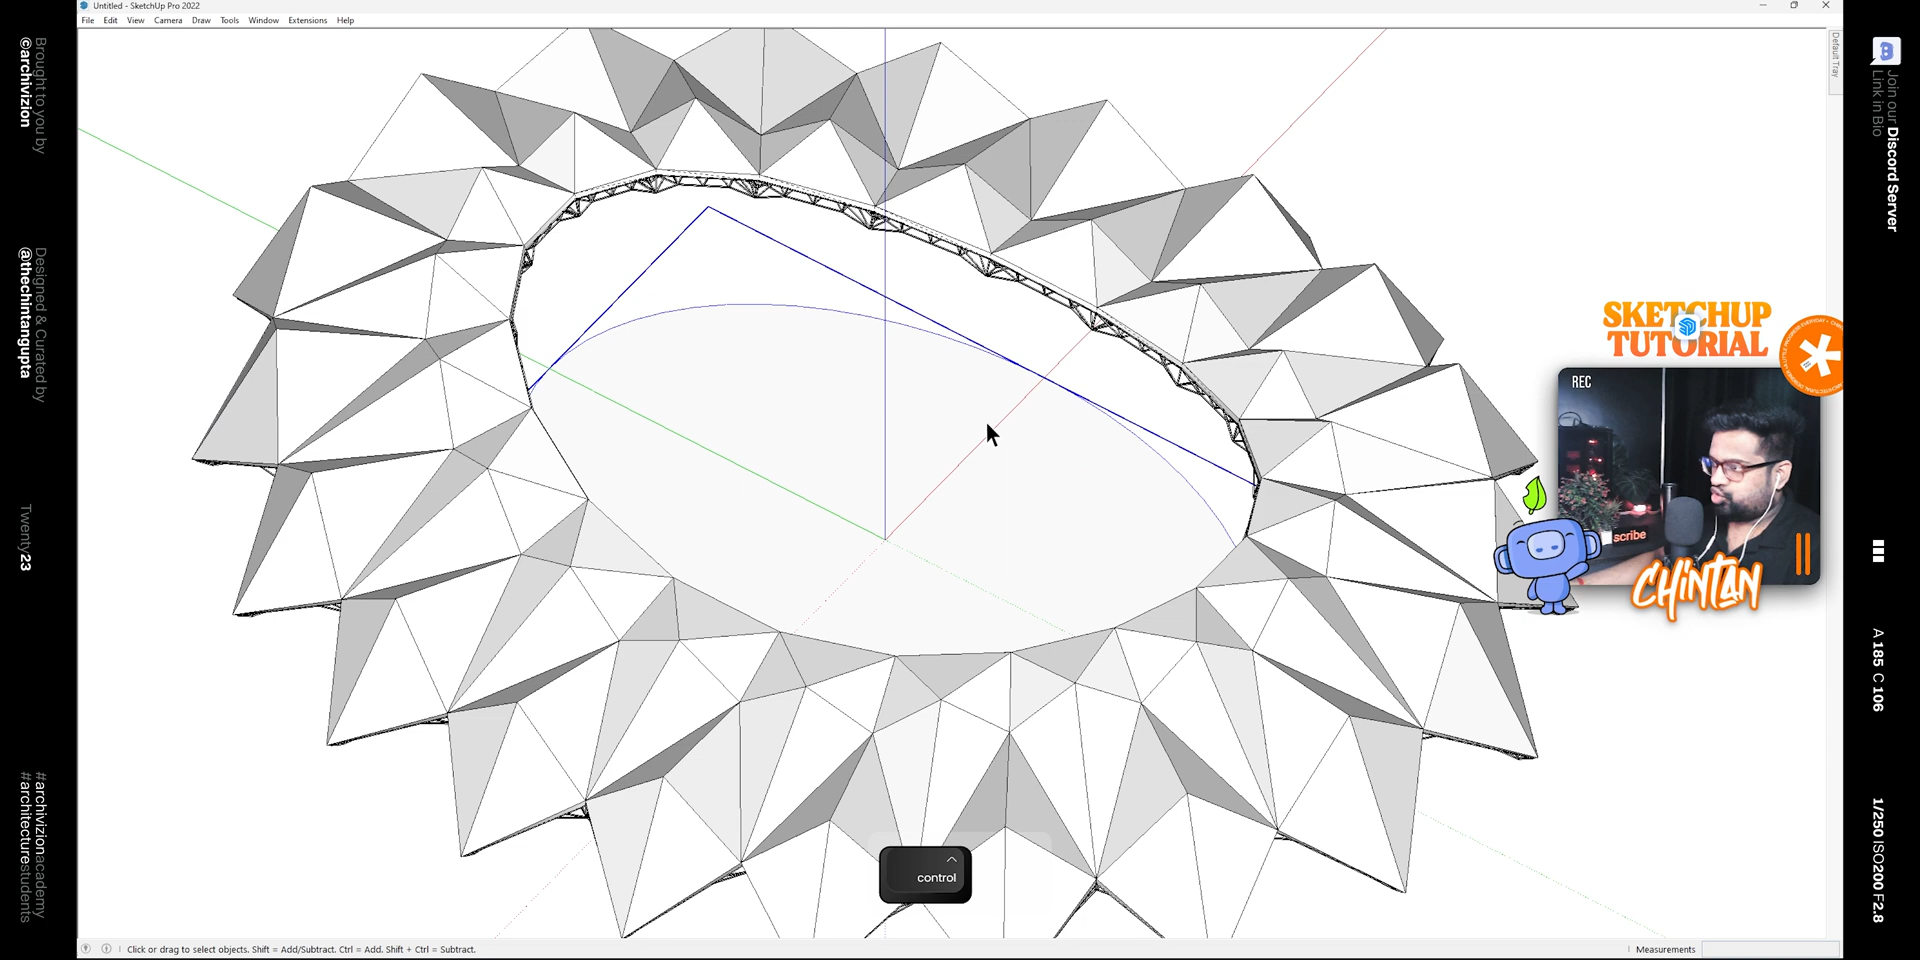 Untitled - SketchUp Pro 2022
File Edit View Camera Draw Tools Window Extensions Help
Default Tray
Brought to you by
©archivizion
Designed & Curated by
@thechintangupta
Twenty23
#archivizionacademy
#architecturestudents
Join our Discord Server
Link in Bio
SKETCHUP
TUTORIAL
REC
scribe
CHINTAN
A 185 C 106
1/250 ISO200 F2.8
control
Click or drag to select objects. Shift = Add/Subtract. Ctrl = Add. Shift + Ctrl = Subtract.
Measurements